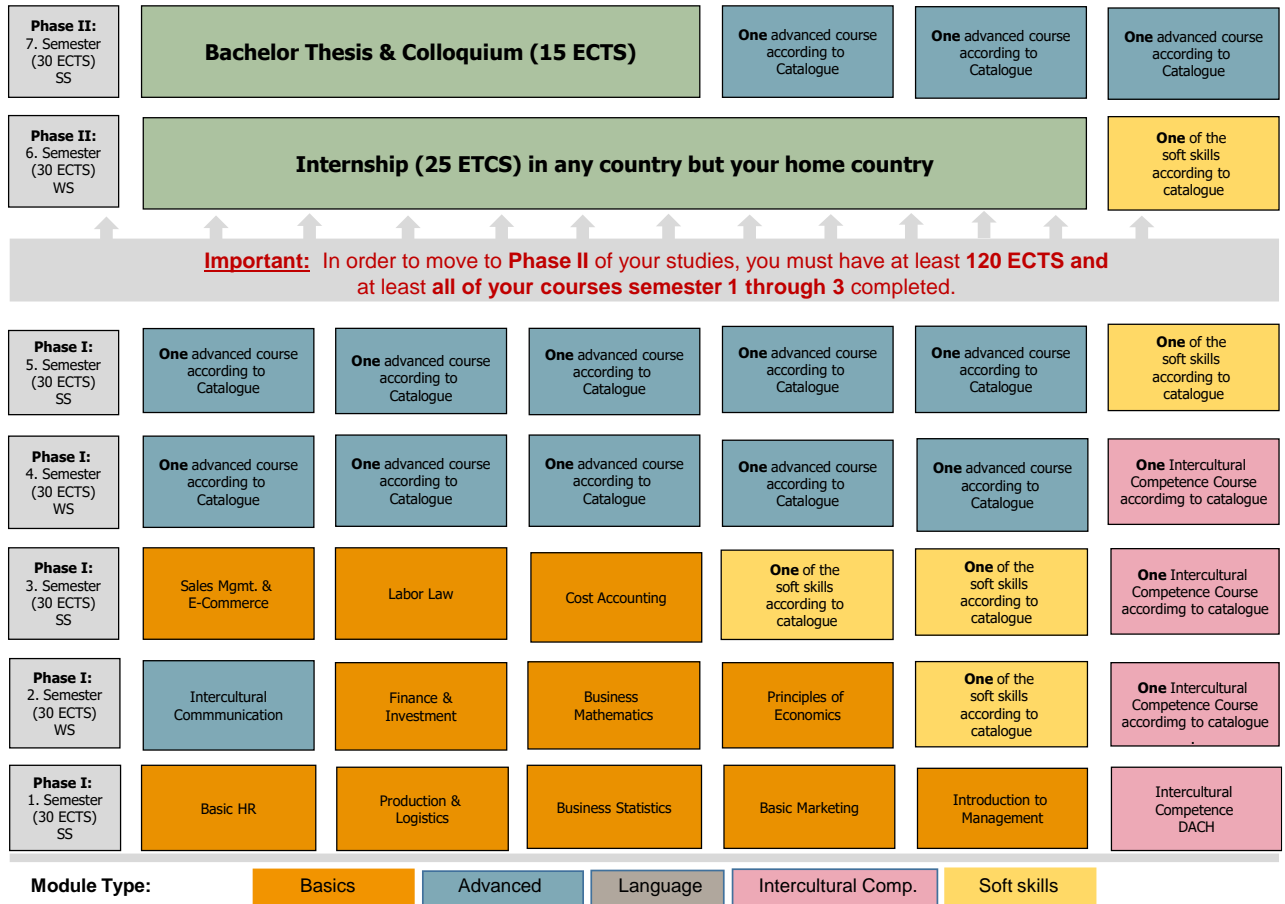 Phase II:
7. Semester
(30 ECTS)
SS
Bachelor Thesis & Colloquium (15 ECTS)
One advanced course
according to
Catalogue
One advanced course
according to
Catalogue
One advanced course
according to
Catalogue
Phase II:
6. Semester
(30 ECTS)
WS
Internship (25 ETCS) in any country but your home country
One of the
soft skills
according to
catalogue
Important: In order to move to Phase II of your studies, you must have at least 120 ECTS and
at least all of your courses semester 1 through 3 completed.
Phase I:
5. Semester
(30 ECTS)
SS
One advanced course
according to
Catalogue
One advanced course
according to
Catalogue
One advanced course
according to
Catalogue
One advanced course
according to
Catalogue
One advanced course
according to
Catalogue
One of the
soft skills
according to
catalogue
Phase I:
4. Semester
(30 ECTS)
WS
One advanced course
according to
Catalogue
One advanced course
according to
Catalogue
One advanced course
according to
Catalogue
One advanced course
according to
Catalogue
One advanced course
according to
Catalogue
One Intercultural
Competence Course
accordimg to catalogue
Phase I:
3. Semester
(30 ECTS)
SS
Sales Mgmt. &
E-Commerce
Labor Law
Cost Accounting
One of the
soft skills
according to
catalogue
One of the
soft skills
according to
catalogue
One Intercultural
Competence Course
accordimg to catalogue
Phase I:
2. Semester
(30 ECTS)
WS
Intercultural
Commmunication
Finance &
Investment
Business
Mathematics
Principles of
Economics
One of the
soft skills
according to
catalogue
One Intercultural
Competence Course
accordimg to catalogue
.
Phase I:
1. Semester
(30 ECTS)
SS
Basic HR
Production &
Logistics
Business Statistics
Basic Marketing
Introduction to
Management
Intercultural
Competence
DACH
Module Type:
Basics
Advanced
Language
Intercultural Comp.
Soft skills